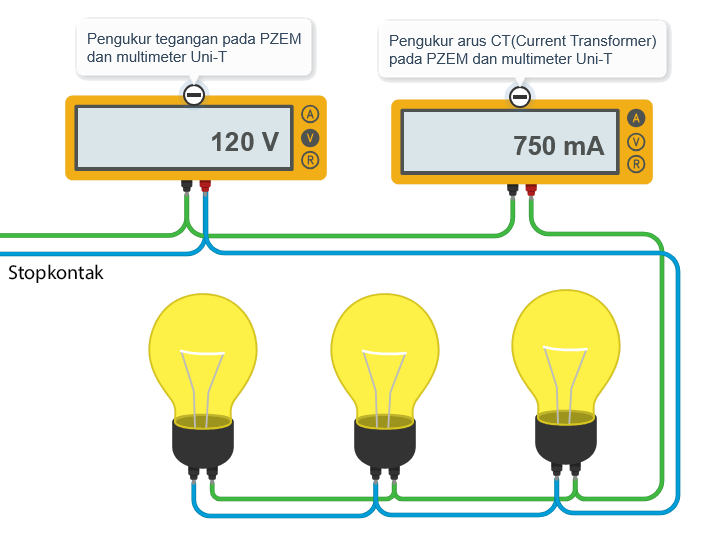 Pengukur tegangan pada PZEM
dan multimeter Uni-T
Pengukur arus CT(Current Transformer)
pada PZEM dan multimeter Uni-T
120 V
A
V
R
750 mA
A
V
R
Stopkontak